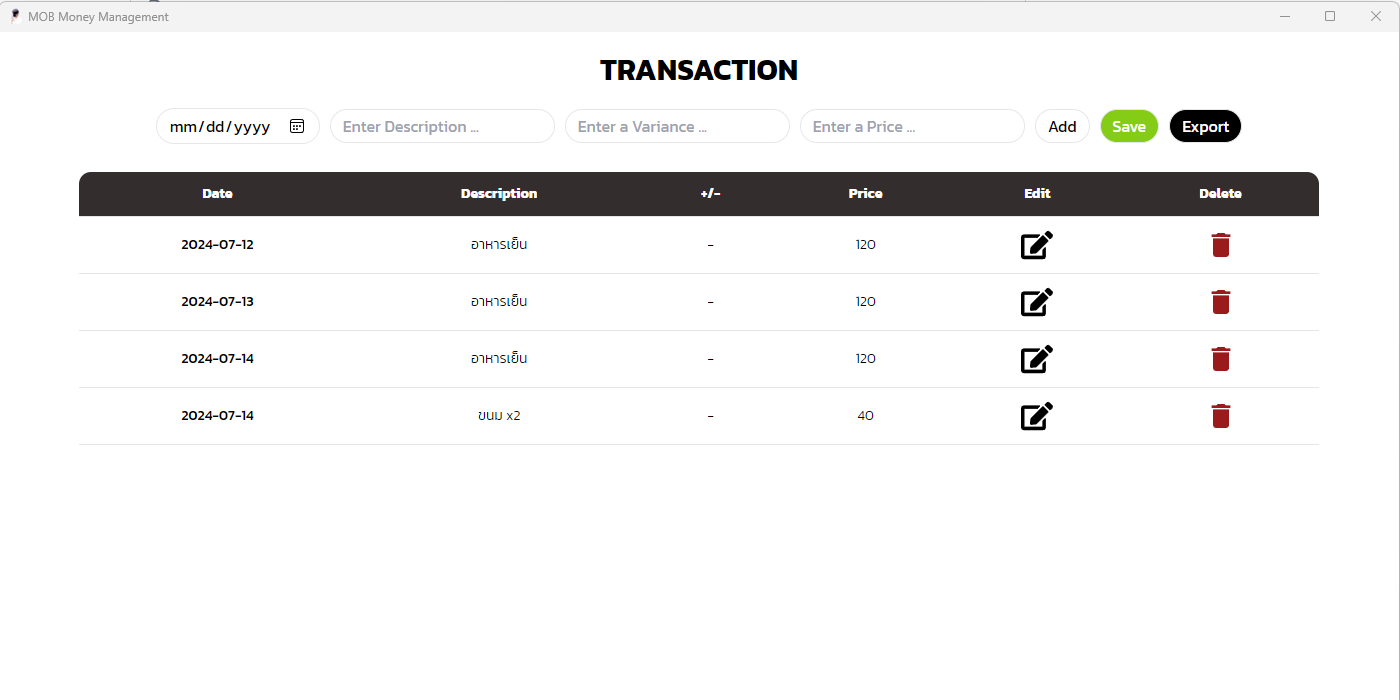 MOB Money Management
TRANSACTION
mm/dd/yyyy Enter Description ... Enter a Variance ... Enter a Price ... Add Save Export
Date Description +/- Price Edit Delete
2024-07-12 อาหารเย็น - 120
2024-07-13 อาหารเย็น - 120
2024-07-14 อาหารเย็น - 120
2024-07-14 ขนม x2 - 40